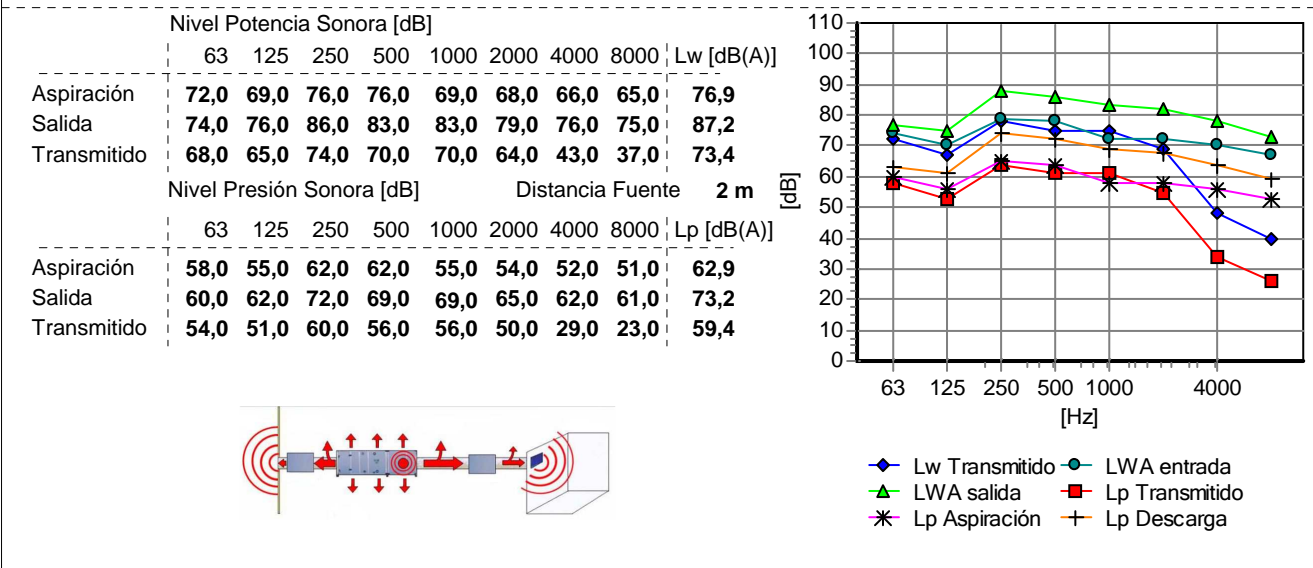 Nivel Potencia Sonora [dB]
63 125 250 500 1000 2000 4000 8000 Lw [dB(A)]
Aspiración 72,0 69,0 76,0 76,0 69,0 68,0 66,0 65,0 76,9
Salida 74,0 76,0 86,0 83,0 83,0 79,0 76,0 75,0 87,2
Transmitido 68,0 65,0 74,0 70,0 70,0 64,0 43,0 37,0 73,4
Nivel Presión Sonora [dB] Distancia Fuente 2 m
63 125 250 500 1000 2000 4000 8000 Lp [dB(A)]
Aspiración 58,0 55,0 62,0 62,0 55,0 54,0 52,0 51,0 62,9
Salida 60,0 62,0 72,0 69,0 69,0 65,0 62,0 61,0 73,2
Transmitido 54,0 51,0 60,0 56,0 56,0 50,0 29,0 23,0 59,4
110
100
90
80
70
60
50
40
30
20
10
0
[dB]
63 125 250 500 1000 4000
[Hz]
Lw Transmitido LWA entrada
LWA salida Lp Transmitido
Lp Aspiración Lp Descarga